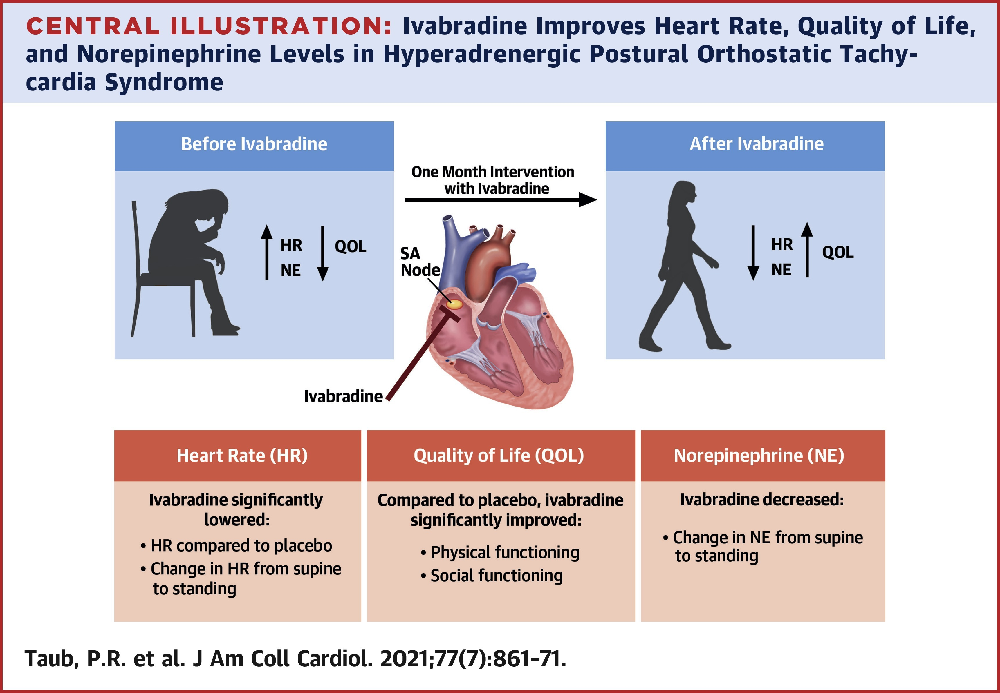 CENTRAL ILLUSTRATION: Ivabradine Improves Heart Rate, Quality of Life,
and Norepinephrine Levels in Hyperadrenergic Postural Orthostatic Tachy-
cardia Syndrome
Before Ivabradine
HR
NE
QOL
One Month Intervention
with Ivabradine
SA
Node
Ivabradine
After Ivabradine
HR
NE
QOL
Heart Rate (HR)
Ivabradine significantly
lowered:
• HR compared to placebo
• Change in HR from supine
to standing
Quality of Life (QOL)
Compared to placebo, ivabradine
significantly improved:
• Physical functioning
• Social functioning
Norepinephrine (NE)
Ivabradine decreased:
• Change in NE from supine
to standing
Taub, P.R. et al. J Am Coll Cardiol. 2021;77(7):861–71.